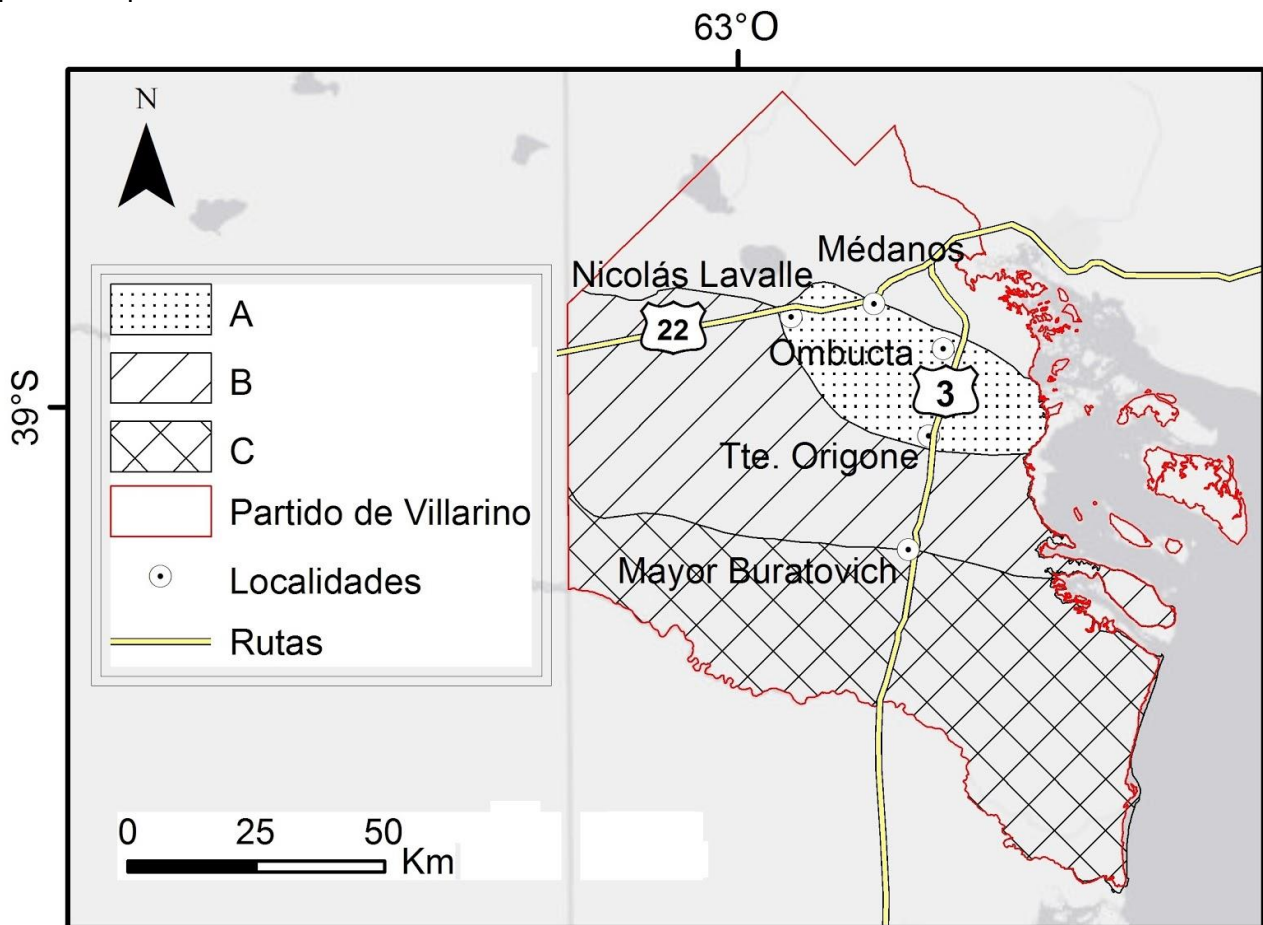 63°O
N
Médanos
Nicolás Lavalle
22
Ombucta
3
39°S
Tte. Origone
Mayor Buratovich
A
B
C
Partido de Villarino
Localidades
Rutas
0 25 50
Km